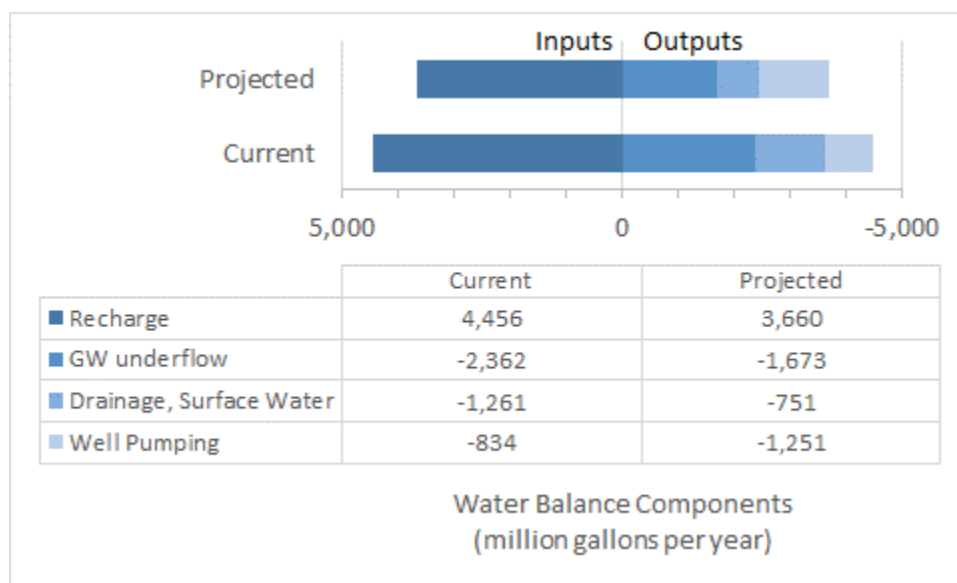 Inputs Outputs
Projected
Current
5,000 0 -5,000
Current Projected
Recharge 4,456 3,660
GW underflow -2,362 -1,673
Drainage, Surface Water -1,261 -751
Well Pumping -834 -1,251
Water Balance Components
(million gallons per year)